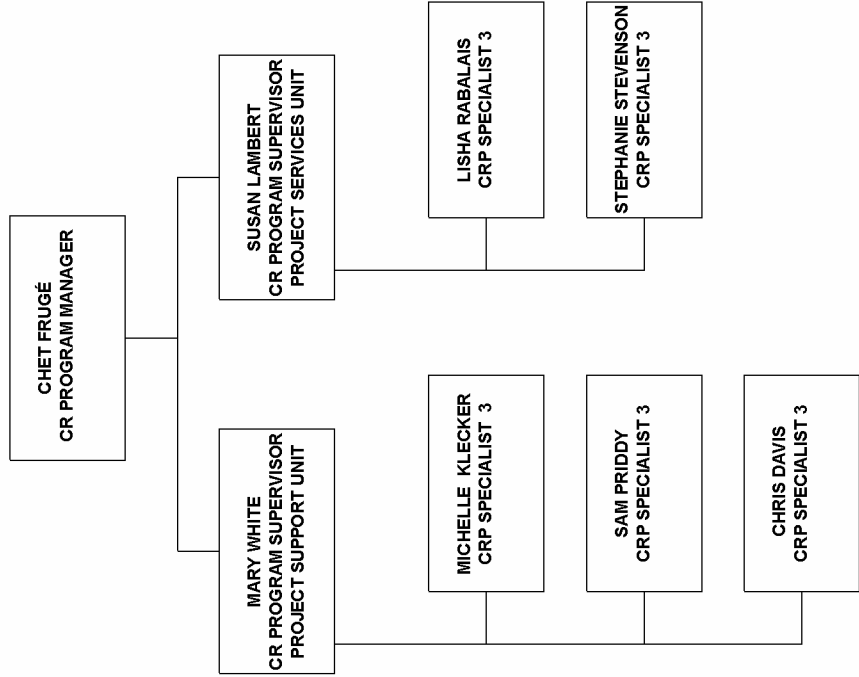 CHET FRUGÉ
CR PROGRAM MANAGER
MARY WHITE
CR PROGRAM SUPERVISOR
PROJECT SUPPORT UNIT
SUSAN LAMBERT
CR PROGRAM SUPERVISOR
PROJECT SERVICES UNIT
MICHELLE KLECKER
CRP SPECIALIST 3
SAM PRIDDY
CRP SPECIALIST 3
CHRIS DAVIS
CRP SPECIALIST 3
LISHA RABALAIS
CRP SPECIALIST 3
STEPHANIE STEVENSON
CRP SPECIALIST 3